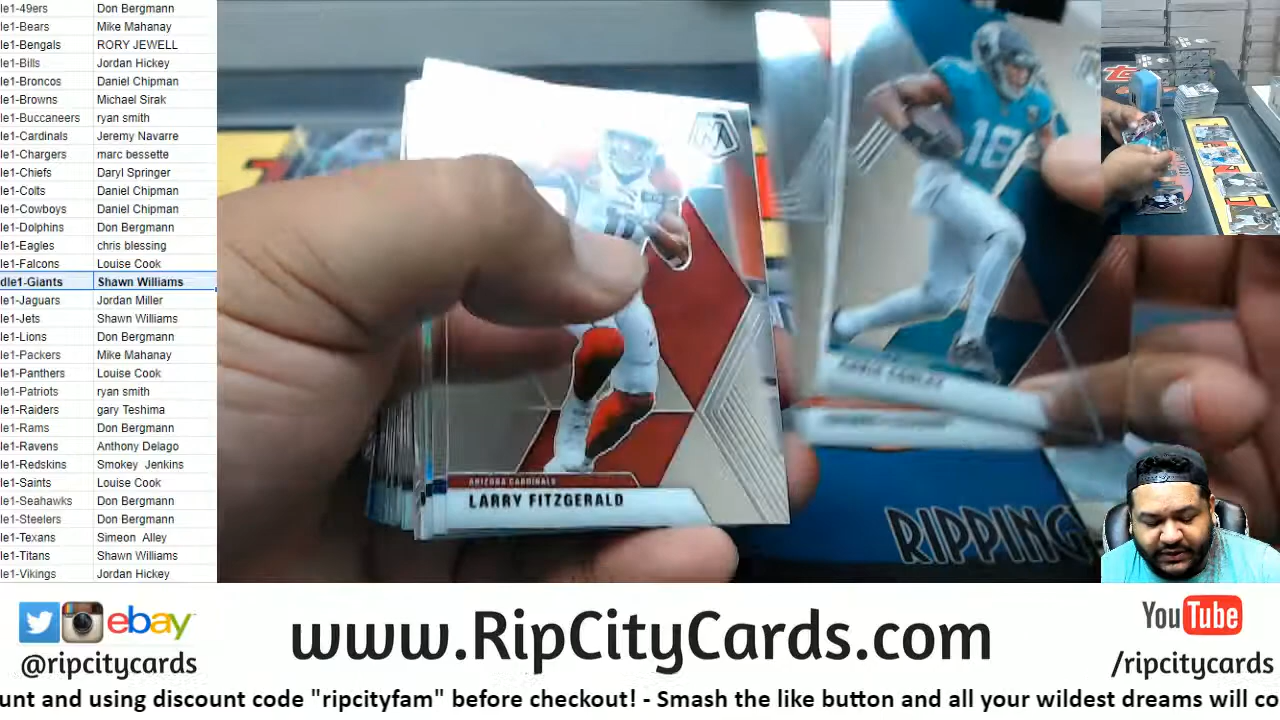 le1-49ers Don Bergmann
le1-Bears Mike Mahanay
le1-Bengals RORY JEWELL
le1-Bills Jordan Hickey
le1-Broncos Daniel Chipman
le1-Browns Michael Sirak
le1-Buccaneers ryan smith
le1-Cardinals Jeremy Navarre
le1-Chargers marc bessette
le1-Chiefs Daryl Springer
le1-Colts Daniel Chipman
le1-Cowboys Daniel Chipman
le1-Dolphins Don Bergmann
le1-Eagles chris blessing
le1-Falcons Louise Cook
dle1-Giants Shawn Williams
le1-Jaguars Jordan Miller
le1-Jets Shawn Williams
le1-Lions Don Bergmann
le1-Packers Mike Mahanay
le1-Panthers Louise Cook
le1-Patriots ryan smith
le1-Raiders gary Teshima
le1-Rams Don Bergmann
le1-Ravens Anthony Delago
le1-Redskins Smokey Jenkins
le1-Saints Louise Cook
le1-Seahawks Don Bergmann
le1-Steelers Don Bergmann
le1-Texans Simeon Alley
le1-Titans Shawn Williams
le1-Vikings Jordan Hickey
18
ARIZONA CARDINALS
LARRY FITZGERALD
RIPPING
ebay
@ripcitycards
www.RipCityCards.com
YouTube
/ripcitycards
unt and using discount code "ripcityfam" before checkout! - Smash the like button and all your wildest dreams will co